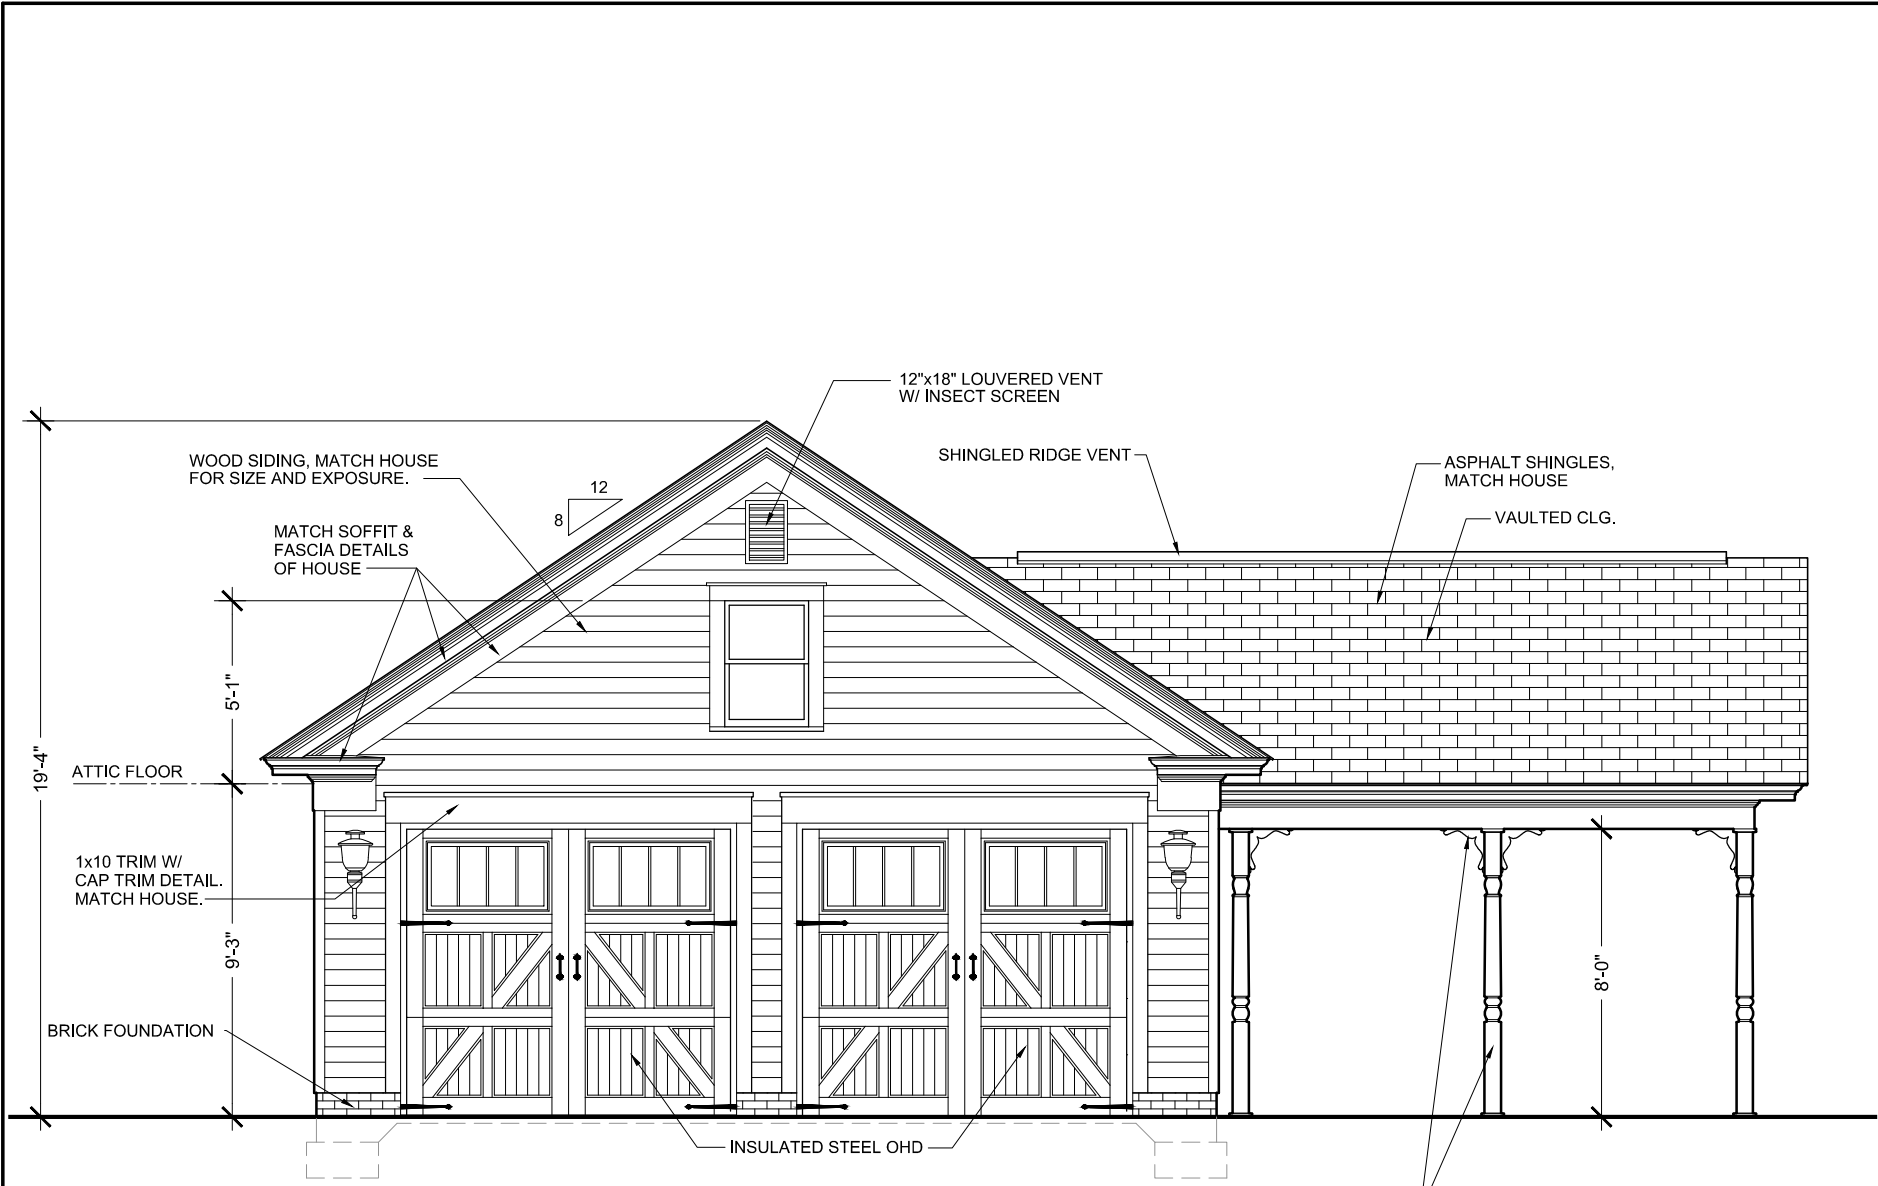 12"x18" LOUVERED VENT
W/ INSECT SCREEN
WOOD SIDING, MATCH HOUSE
FOR SIZE AND EXPOSURE.
SHINGLED RIDGE VENT
ASPHALT SHINGLES,
MATCH HOUSE
12
8
VAULTED CLG.
MATCH SOFFIT &
FASCIA DETAILS
OF HOUSE
5'-1"
19'-4"
ATTIC FLOOR
1x10 TRIM W/
CAP TRIM DETAIL.
MATCH HOUSE.
9'-3"
8'-0"
BRICK FOUNDATION
INSULATED STEEL OHD